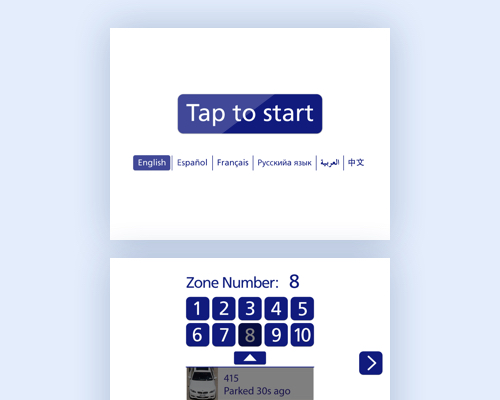 Tap to start
English Español Français Русскийа язык العربية 中文
Zone Number: 8
1 2 3 4 5
6 7 8 9 10
415
Parked 30s ago